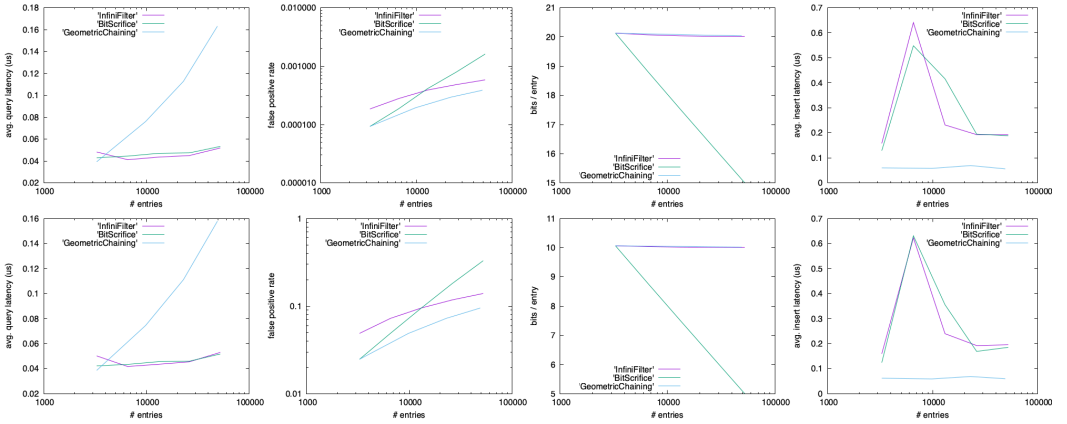 0.18
0.16
0.14
0.12
0.1
0.08
0.06
0.04
0.02
1000
10000
100000
avg. query latency (us)
# entries
'InfiniFilter'
'BitScrifice'
'GeometricChaining'
0.010000
0.001000
0.000100
0.000010
1000
10000
100000
false positive rate
# entries
'InfiniFilter'
'BitScrifice'
'GeometricChaining'
21
20
19
18
17
16
15
1000
10000
100000
bits / entry
# entries
'InfiniFilter'
'BitScrifice'
'GeometricChaining'
0.7
0.6
0.5
0.4
0.3
0.2
0.1
0
1000
10000
100000
avg. insert latency (us)
# entries
'InfiniFilter'
'BitScrifice'
'GeometricChaining'
0.16
0.14
0.12
0.1
0.08
0.06
0.04
0.02
1000
10000
100000
avg. query latency (us)
# entries
'InfiniFilter'
'BitScrifice'
'GeometricChaining'
1
0.1
0.01
1000
10000
100000
false positive rate
# entries
'InfiniFilter'
'BitScrifice'
'GeometricChaining'
11
10
9
8
7
6
5
1000
10000
100000
bits / entry
# entries
'InfiniFilter'
'BitScrifice'
'GeometricChaining'
0.7
0.6
0.5
0.4
0.3
0.2
0.1
0
1000
10000
100000
avg. insert latency (us)
# entries
'InfiniFilter'
'BitScrifice'
'GeometricChaining'